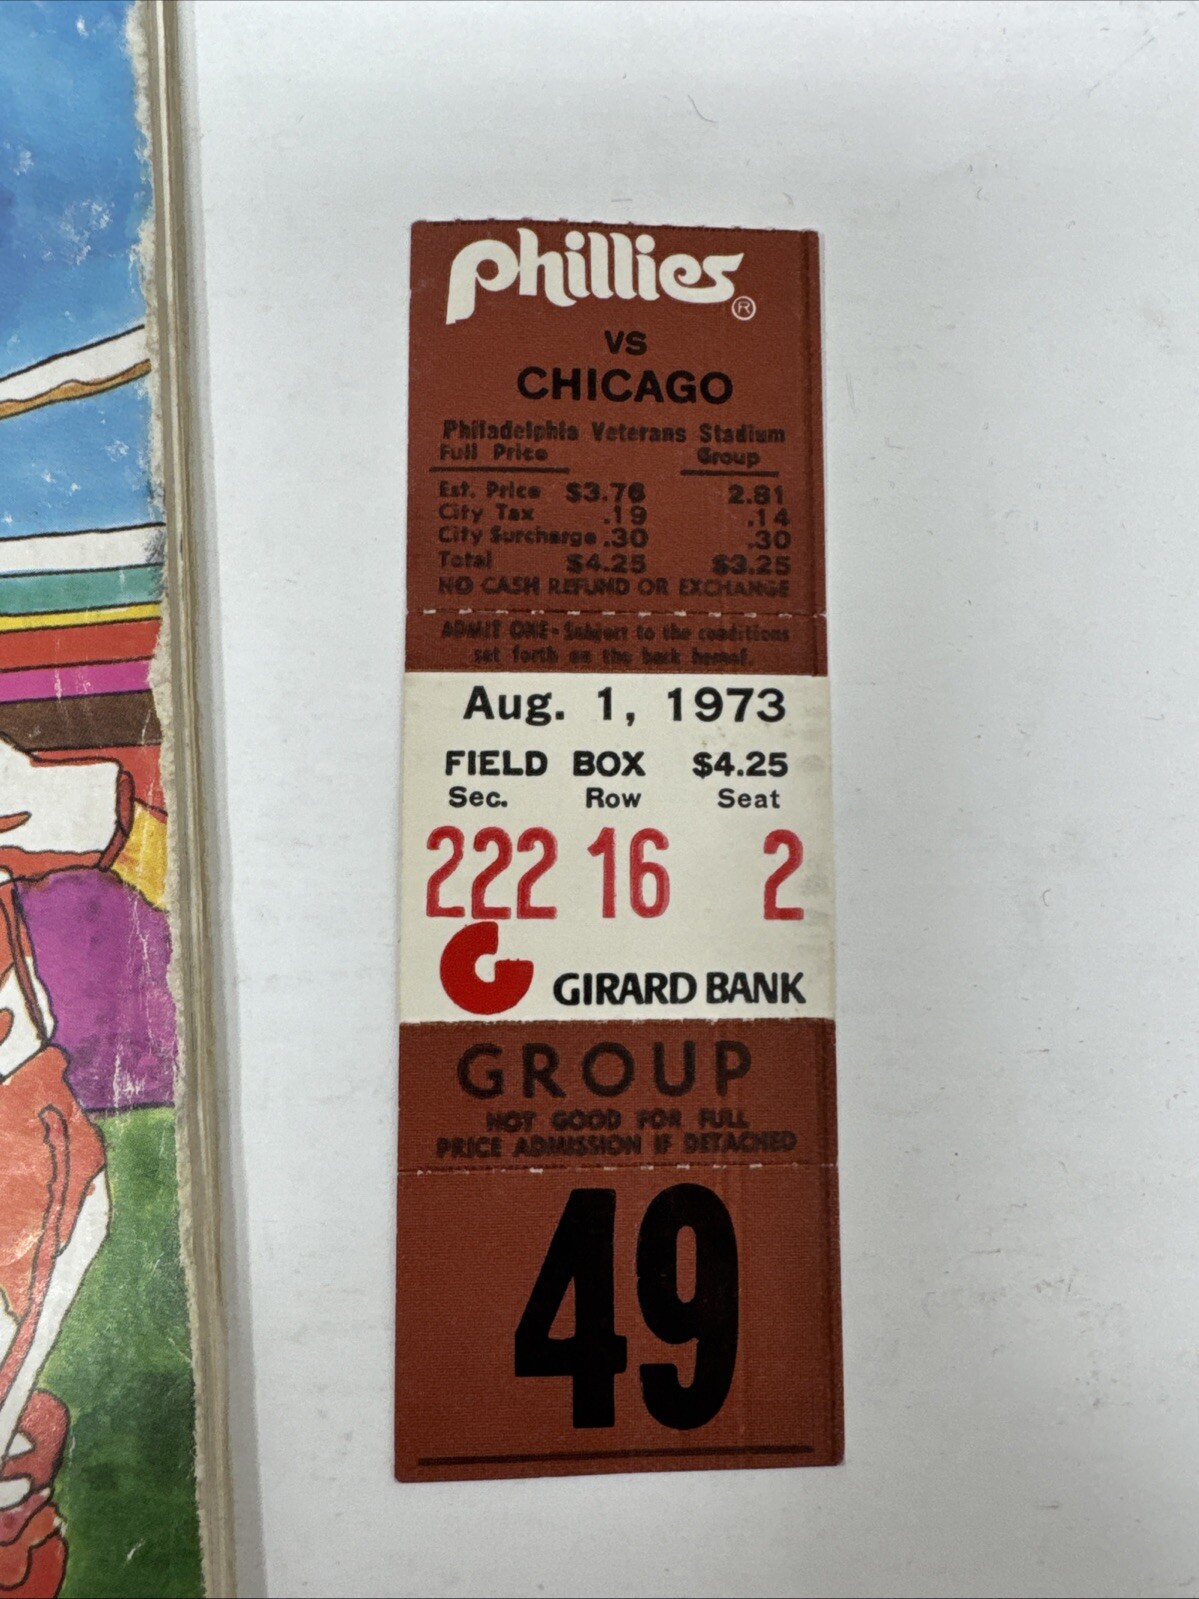 Phillies ®
VS
CHICAGO
Philadelphia Veterans Stadium
Full Price Group
Est. Price $3.76 2.81
City Tax .19 .14
City Surcharge .30 .30
Total $4.25 $3.25
NO CASH REFUND OR EXCHANGE
ADMIT ONE - Subject to the conditions
set forth on the back hereof.
Aug. 1, 1973
FIELD BOX $4.25
Sec. Row Seat
222 16 2
G GIRARD BANK
GROUP
NOT GOOD FOR FULL
PRICE ADMISSION IF DETACHED
49